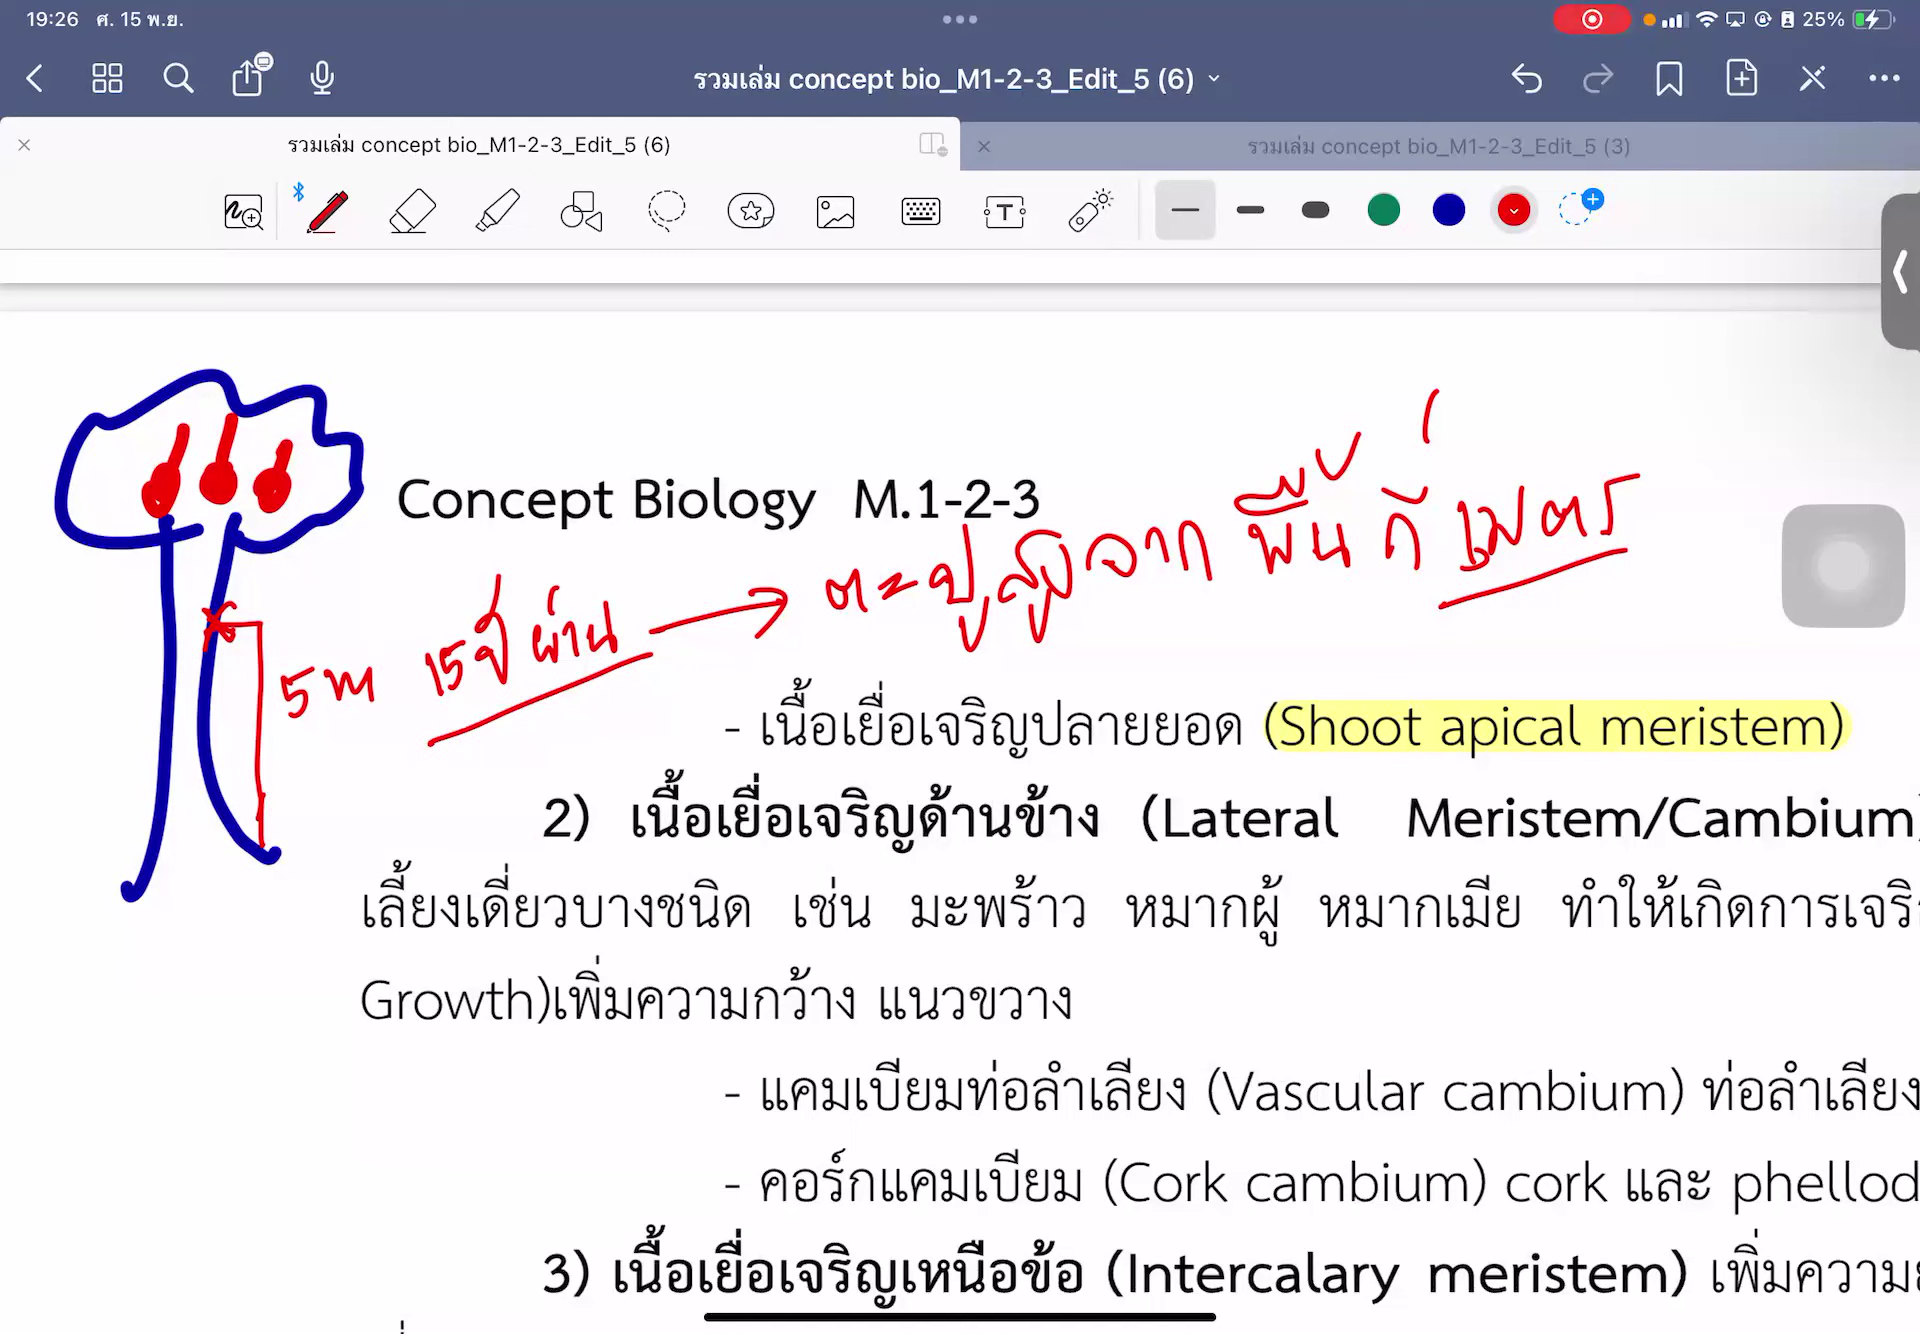 19:26 ศ. 15 พ.ย.
25%
รวมเล่ม concept bio_M1-2-3_Edit_5 (6)
รวมเล่ม concept bio_M1-2-3_Edit_5 (6)
รวมเล่ม concept bio_M1-2-3_Edit_5 (3)
Concept Biology M.1-2-3
5 m 15 ปี ผ่าน → ตะปูสูงจาก พื้น กี่ เมตร
- เนื้อเยื่อเจริญปลายยอด (Shoot apical meristem)
2) เนื้อเยื่อเจริญด้านข้าง (Lateral Meristem/Cambium)
เลี้ยงเดี่ยวบางชนิด เช่น มะพร้าว หมากผู้ หมากเมีย ทำให้เกิดการเจริ
Growth)เพิ่มความกว้าง แนวขวาง
- แคมเบียมท่อลำเลียง (Vascular cambium) ท่อลำเลียง
- คอร์กแคมเบียม (Cork cambium) cork และ phellod
3) เนื้อเยื่อเจริญเหนือข้อ (Intercalary meristem) เพิ่มความย